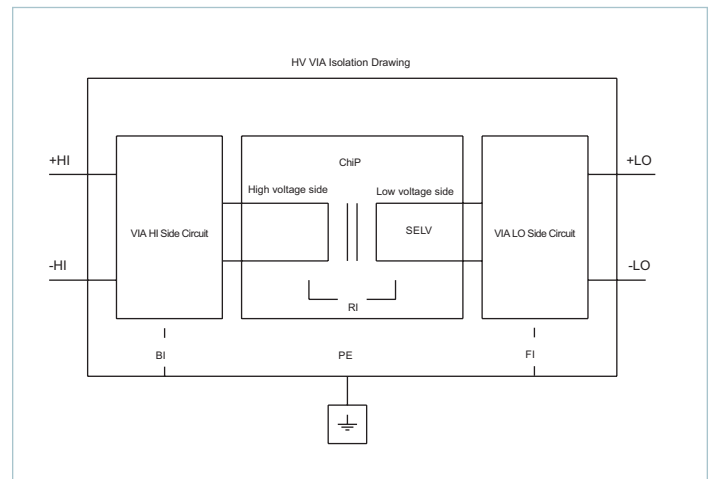 HV VIA Isolation Drawing
+HI
+LO
ChiP
High voltage side
Low voltage side
VIA HI Side Circuit
SELV
VIA LO Side Circuit
-HI
-LO
RI
BI
PE
FI